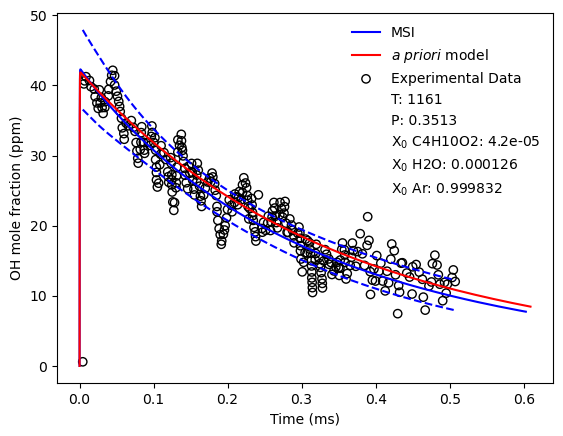 50
40
30
20
10
0
OH mole fraction (ppm)
MSI
a priori model
Experimental Data
T: 1161
P: 0.3513
X₀ C4H10O2: 4.2e-05
X₀ H2O: 0.000126
X₀ Ar: 0.999832
0.0 0.1 0.2 0.3 0.4 0.5 0.6
Time (ms)